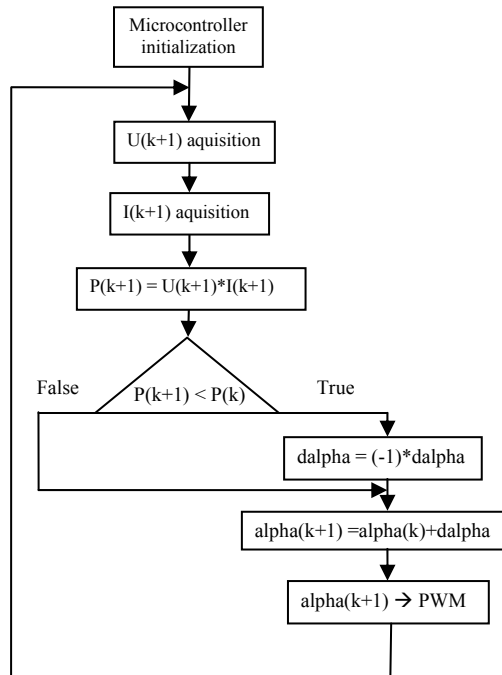 Microcontroller
initialization
U(k+1) aquisition
I(k+1) aquisition
P(k+1) = U(k+1)*I(k+1)
False
P(k+1) < P(k)
True
dalpha = (-1)*dalpha
alpha(k+1) =alpha(k)+dalpha
alpha(k+1) → PWM